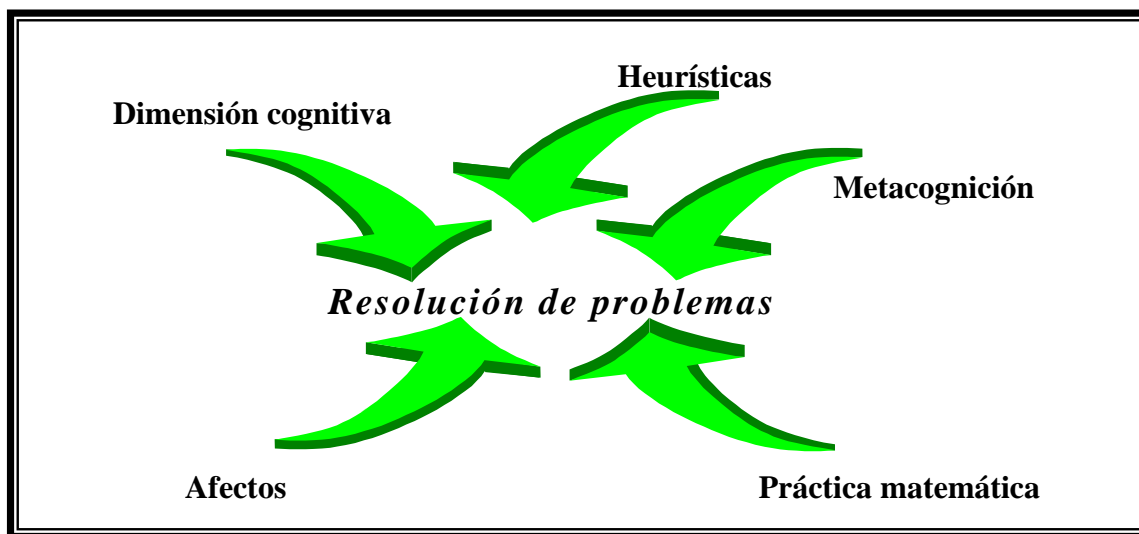 Heurísticas
Dimensión cognitiva
Metacognición
Resolución de problemas
Afectos
Práctica matemática